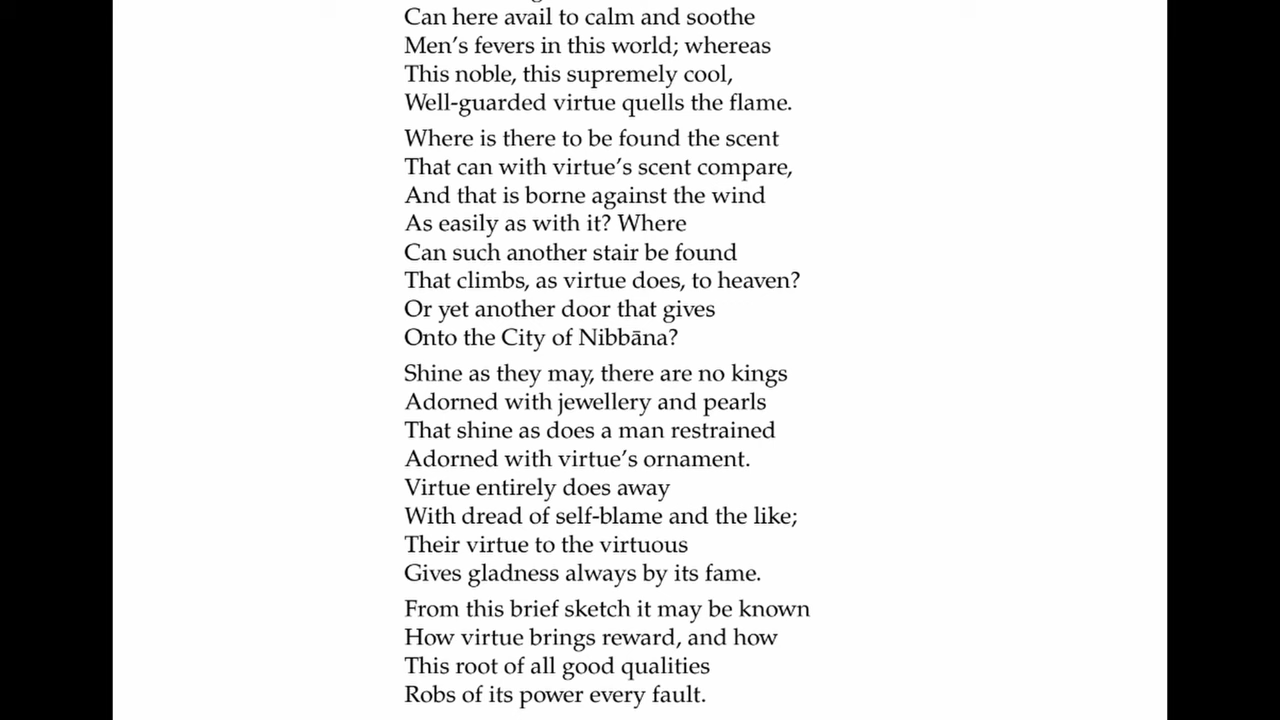 Can here avail to calm and soothe
Men's fevers in this world; whereas
This noble, this supremely cool,
Well-guarded virtue quells the flame.
Where is there to be found the scent
That can with virtue's scent compare,
And that is borne against the wind
As easily as with it? Where
Can such another stair be found
That climbs, as virtue does, to heaven?
Or yet another door that gives
Onto the City of Nibbāna?
Shine as they may, there are no kings
Adorned with jewellery and pearls
That shine as does a man restrained
Adorned with virtue's ornament.
Virtue entirely does away
With dread of self-blame and the like;
Their virtue to the virtuous
Gives gladness always by its fame.
From this brief sketch it may be known
How virtue brings reward, and how
This root of all good qualities
Robs of its power every fault.